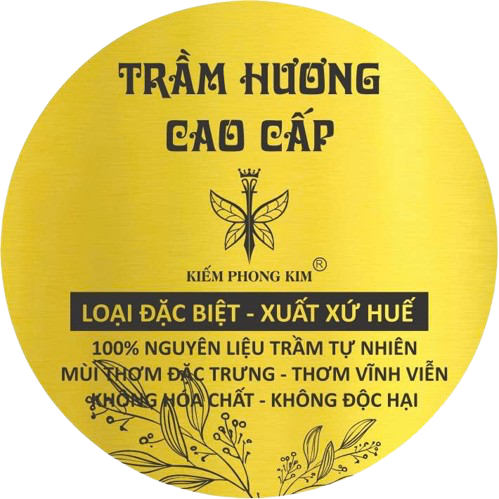 TRẦM HƯƠNG
CAO CẤP
KIẾM PHONG KIM ®
LOẠI ĐẶC BIỆT - XUẤT XỨ HUẾ
100% NGUYÊN LIỆU TRẦM TỰ NHIÊN
MÙI THƠM ĐẶC TRƯNG - THƠM VĨNH VIỄN
KHÔNG HÓA CHẤT - KHÔNG ĐỘC HẠI